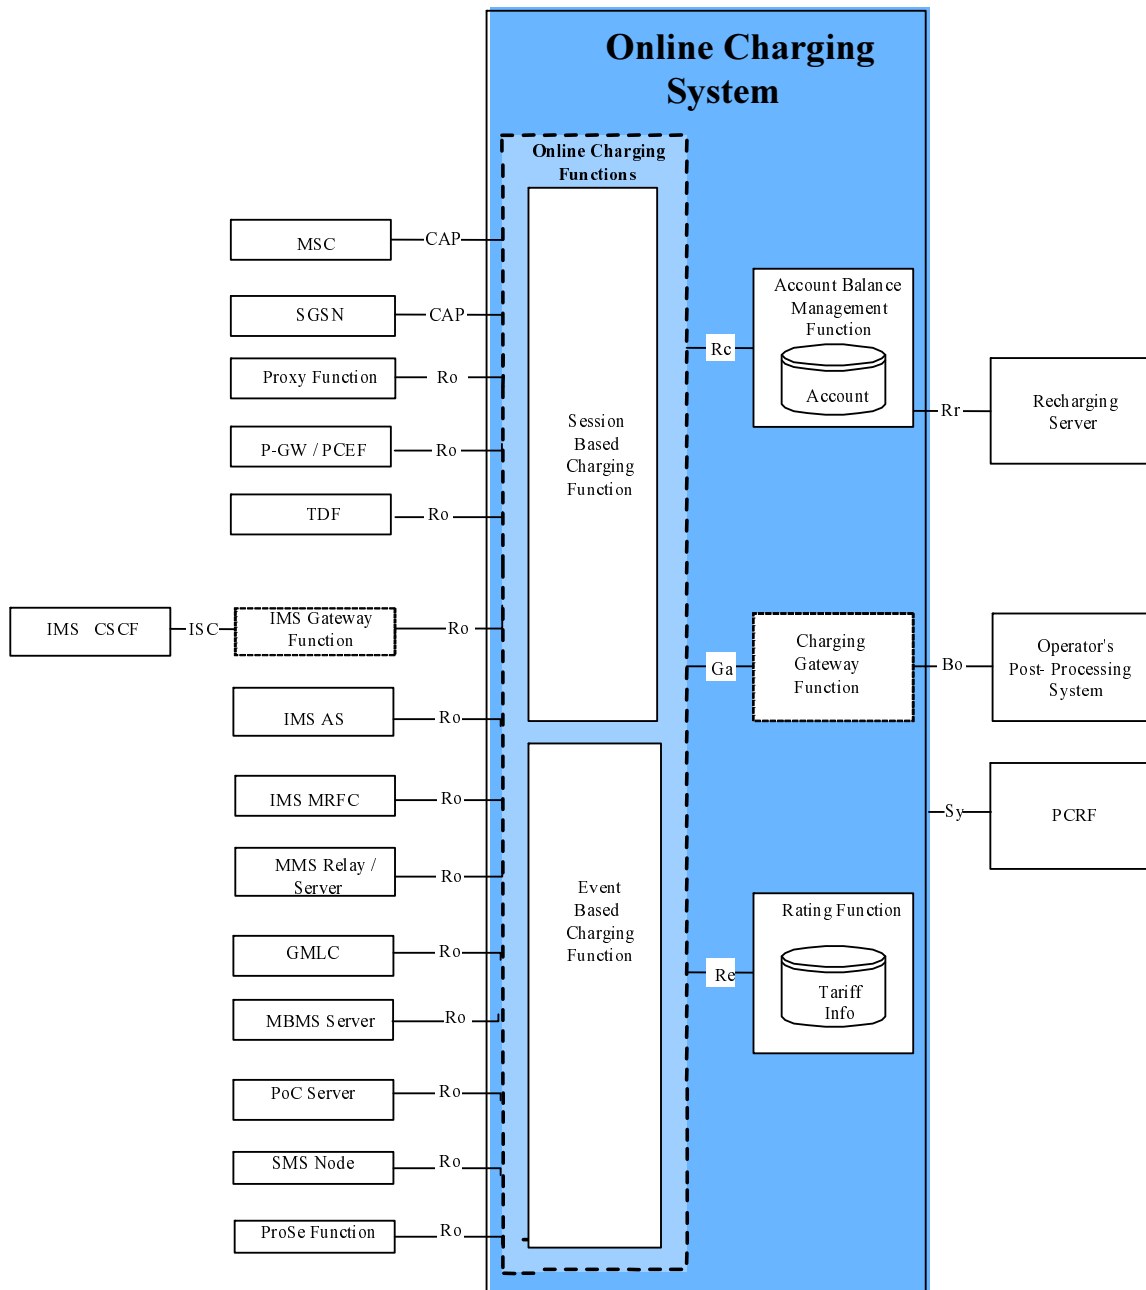 Online Charging
System
Online Charging
Functions
MSC
CAP
SGSN
CAP
Proxy Function
Ro
P-GW / PCEF
Ro
TDF
Ro
IMS CSCF
ISC
IMS Gateway
Function
Ro
IMS AS
Ro
IMS MRFC
Ro
MMS Relay /
Server
Ro
GMLC
Ro
MBMS Server
Ro
PoC Server
Ro
SMS Node
Ro
ProSe Function
Ro
Session
Based
Charging
Function
Event
Based
Charging
Function
Rc
Account Balance
Management
Function
Account
Rr
Recharging
Server
Ga
Charging
Gateway
Function
Bo
Operator's
Post- Processing
System
Sy
PCRF
Re
Rating Function
Tariff
Info